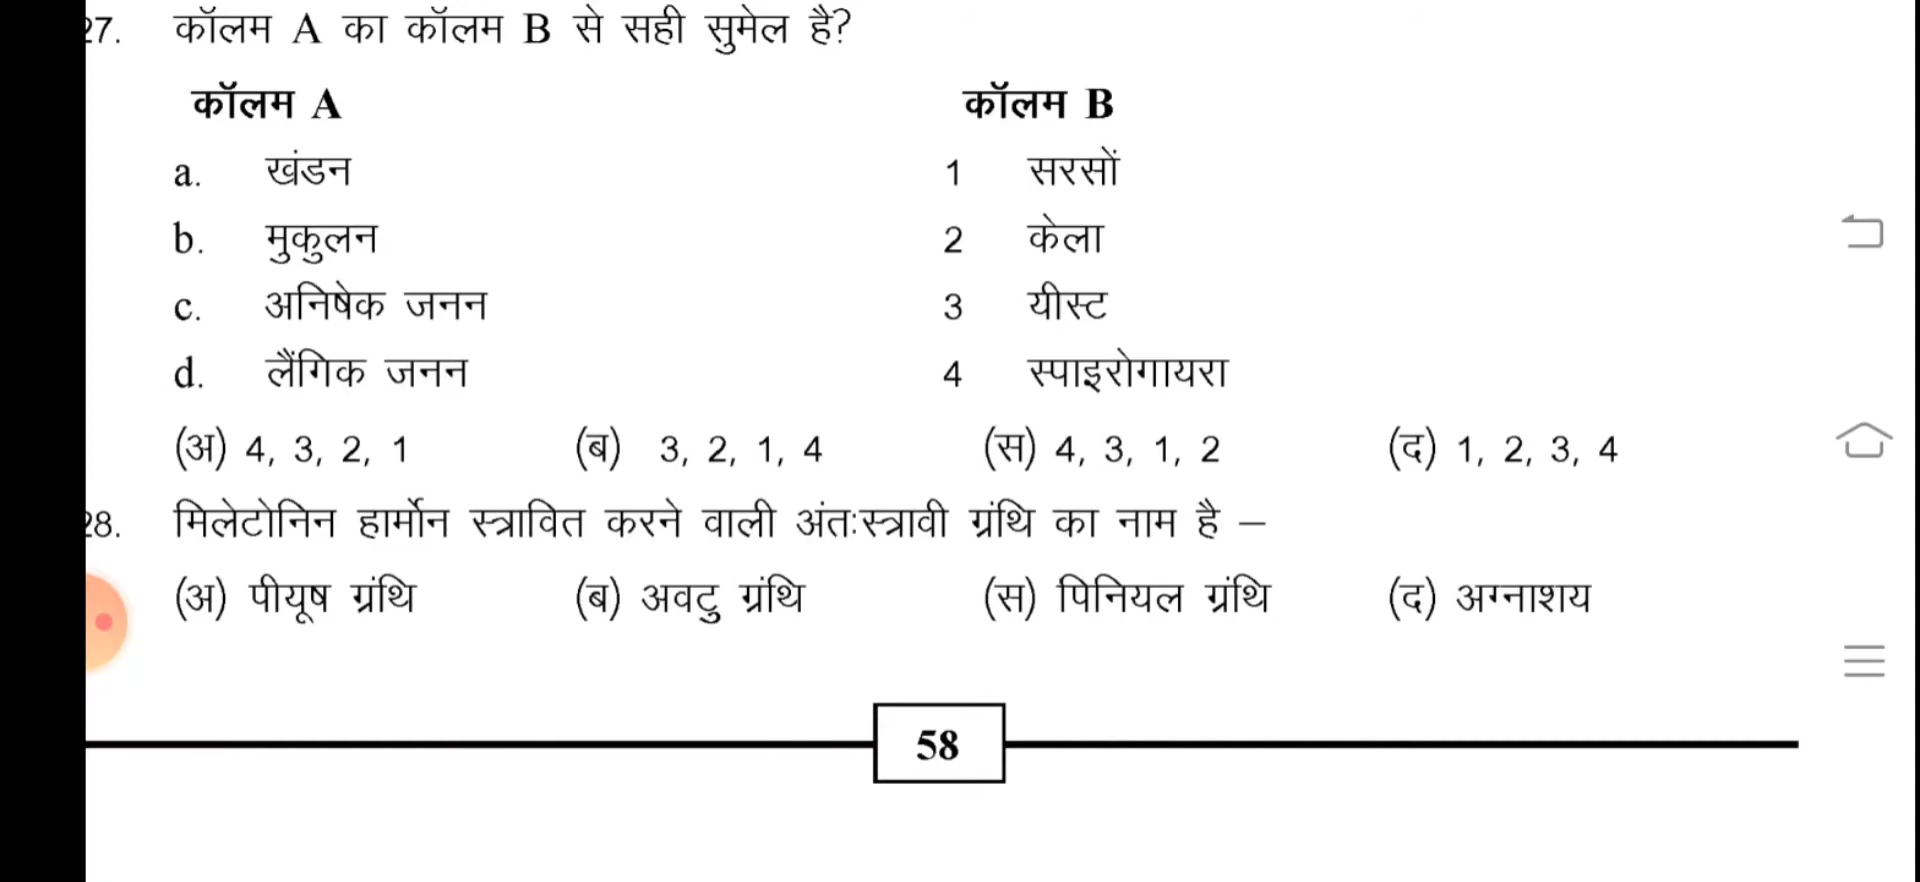 27. कॉलम A का कॉलम B से सही सुमेल है?
कॉलम A कॉलम B
a. खंडन 1 सरसों
b. मुकुलन 2 केला
c. अनिषेक जनन 3 यीस्ट
d. लैंगिक जनन 4 स्पाइरोगायरा
(अ) 4, 3, 2, 1 (ब) 3, 2, 1, 4 (स) 4, 3, 1, 2 (द) 1, 2, 3, 4
28. मिलेटोनिन हार्मोन स्त्रावित करने वाली अंतःस्त्रावी ग्रंथि का नाम है –
(अ) पीयूष ग्रंथि (ब) अवटु ग्रंथि (स) पिनियल ग्रंथि (द) अग्नाशय
58